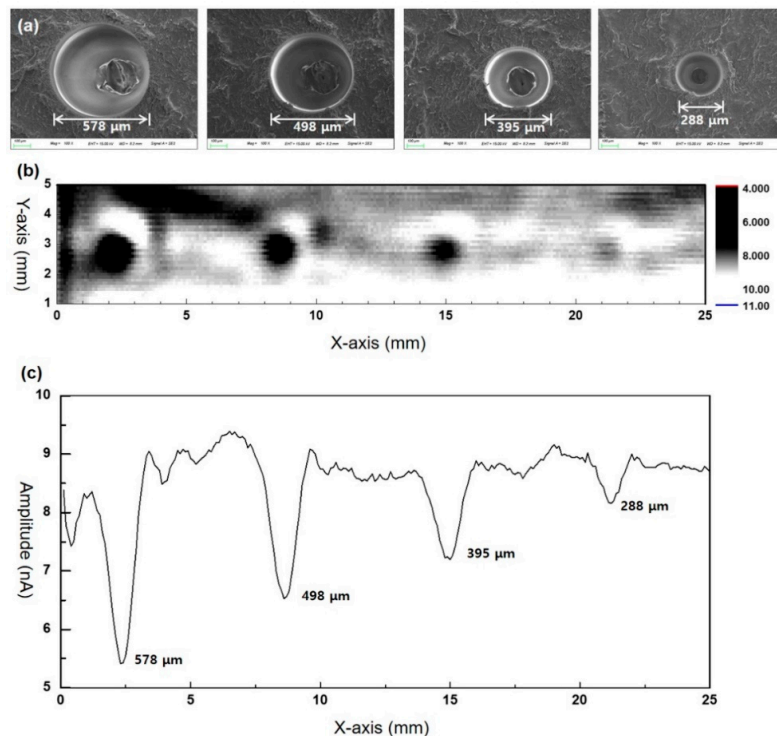 (a)
578 μm
498 μm
395 μm
288 μm
(b)
Y-axis (mm)
5
4
3
2
1
0 5 10 15 20 25
X-axis (mm)
4.000
6.000
8.000
10.00
11.00
(c)
Amplitude (nA)
10
9
8
7
6
5
578 μm
498 μm
395 μm
288 μm
0 5 10 15 20 25
X-axis (mm)